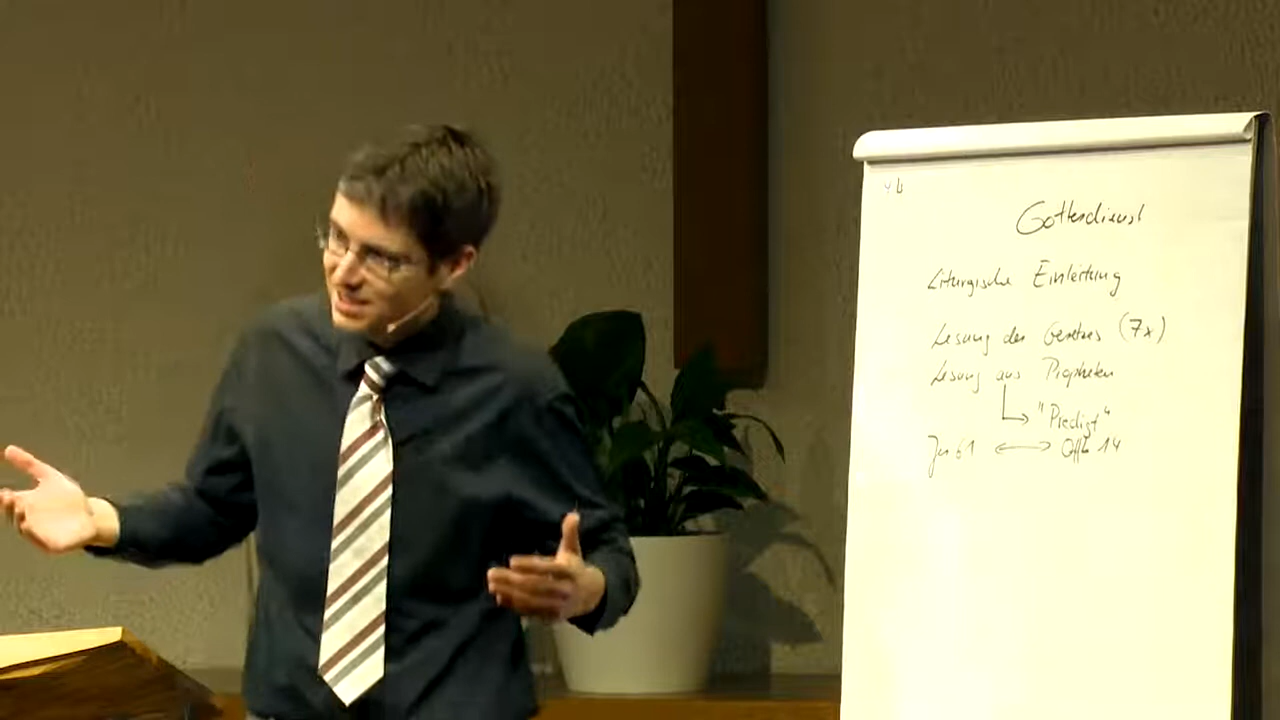 Gottesdienst
Liturgische Einleitung
Lesung des Gesetzes (7x)
Lesung aus Propheten
"Predigt"
Jes 61 ↔ Offb 14